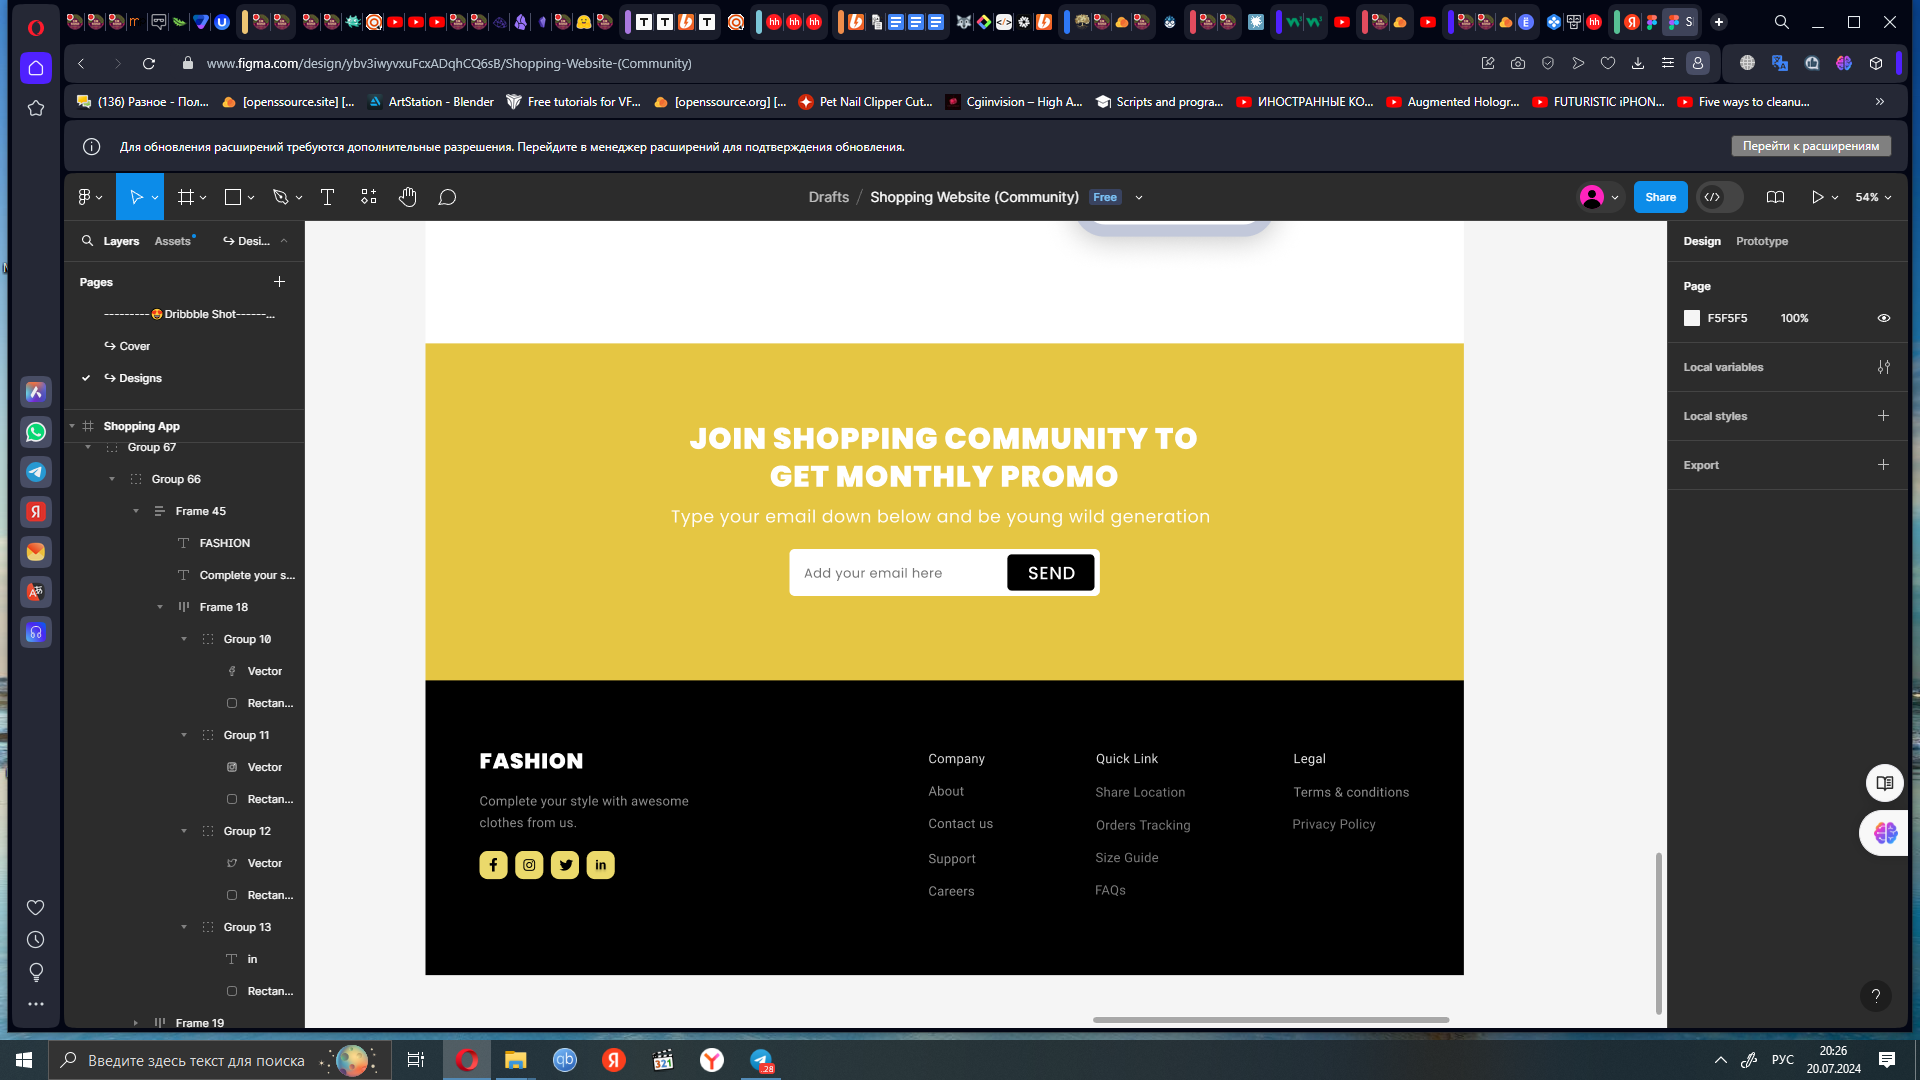 www.figma.com/design/ybv3iwyvxuFcxADqhCQ6sB/Shopping-Website-(Community)
(136) Разное - Пол... [openssource.site] [... ArtStation - Blender Free tutorials for VF... [openssource.org] [... Pet Nail Clipper Cut... Cgiinvision – High A... Scripts and progra... ИНОСТРАННЫЕ КО... Augmented Hologr... FUTURISTIC iPHON... Five ways to cleanu... »
Для обновления расширений требуются дополнительные разрешения. Перейдите в менеджер расширений для подтверждения обновления. Перейти к расширениям
Drafts / Shopping Website (Community) Free Share 54%
Layers Assets Desi...
Pages
---------🤩Dribbble Shot------...
Cover
Designs
Shopping App
Group 67
Group 66
Frame 45
FASHION
Complete your s...
Frame 18
Group 10
Vector
Rectan...
Group 11
Vector
Rectan...
Group 12
Vector
Rectan...
Group 13
in
Rectan...
Frame 19
JOIN SHOPPING COMMUNITY TO
GET MONTHLY PROMO
Type your email down below and be young wild generation
Add your email here SEND
FASHION
Complete your style with awesome
clothes from us.
in
Company
About
Contact us
Support
Careers
Quick Link
Share Location
Orders Tracking
Size Guide
FAQs
Legal
Terms & conditions
Privacy Policy
Design Prototype
Page
F5F5F5 100%
Local variables
Local styles
Export
?
Введите здесь текст для поиска
qb
Я
321
28
РУС
20:26
20.07.2024